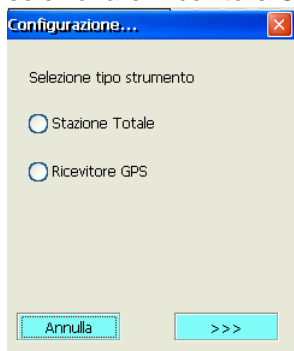 Configurazione...
Selezione tipo strumento
Stazione Totale
Ricevitore GPS
Annulla
>>>